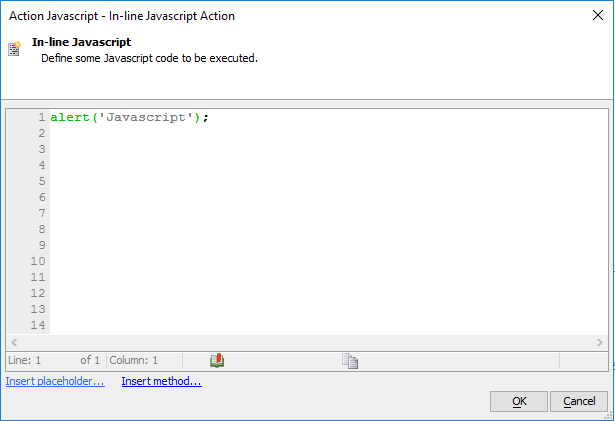 Action Javascript - In-line Javascript Action
In-line Javascript
Define some Javascript code to be executed.
1 alert('Javascript');
2
3
4
5
6
7
8
9
10
11
12
13
14
Line: 1 of 1 Column: 1
Insert placeholder... Insert method...
OK Cancel